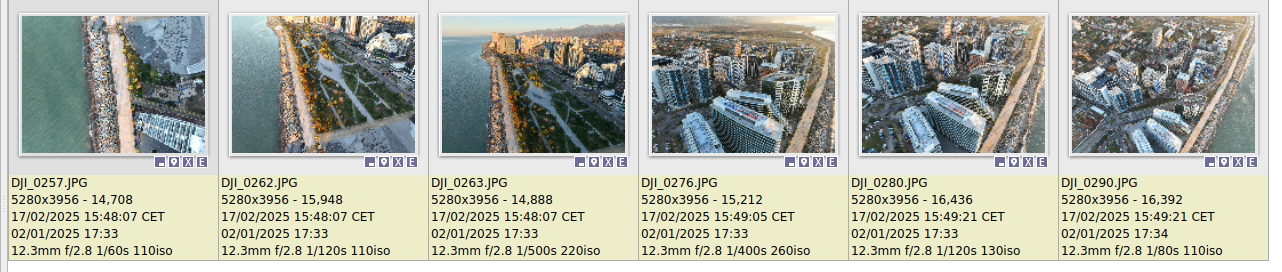 DJI_0257.JPG
5280x3956 - 14,708
17/02/2025 15:48:07 CET
02/01/2025 17:33
12.3mm f/2.8 1/60s 110iso
DJI_0262.JPG
5280x3956 - 15,948
17/02/2025 15:48:07 CET
02/01/2025 17:33
12.3mm f/2.8 1/120s 110iso
DJI_0263.JPG
5280x3956 - 14,888
17/02/2025 15:48:07 CET
02/01/2025 17:33
12.3mm f/2.8 1/500s 220iso
DJI_0276.JPG
5280x3956 - 15,212
17/02/2025 15:49:05 CET
02/01/2025 17:33
12.3mm f/2.8 1/400s 260iso
DJI_0280.JPG
5280x3956 - 16,436
17/02/2025 15:49:21 CET
02/01/2025 17:33
12.3mm f/2.8 1/120s 130iso
DJI_0290.JPG
5280x3956 - 16,392
17/02/2025 15:49:21 CET
02/01/2025 17:34
12.3mm f/2.8 1/80s 110iso